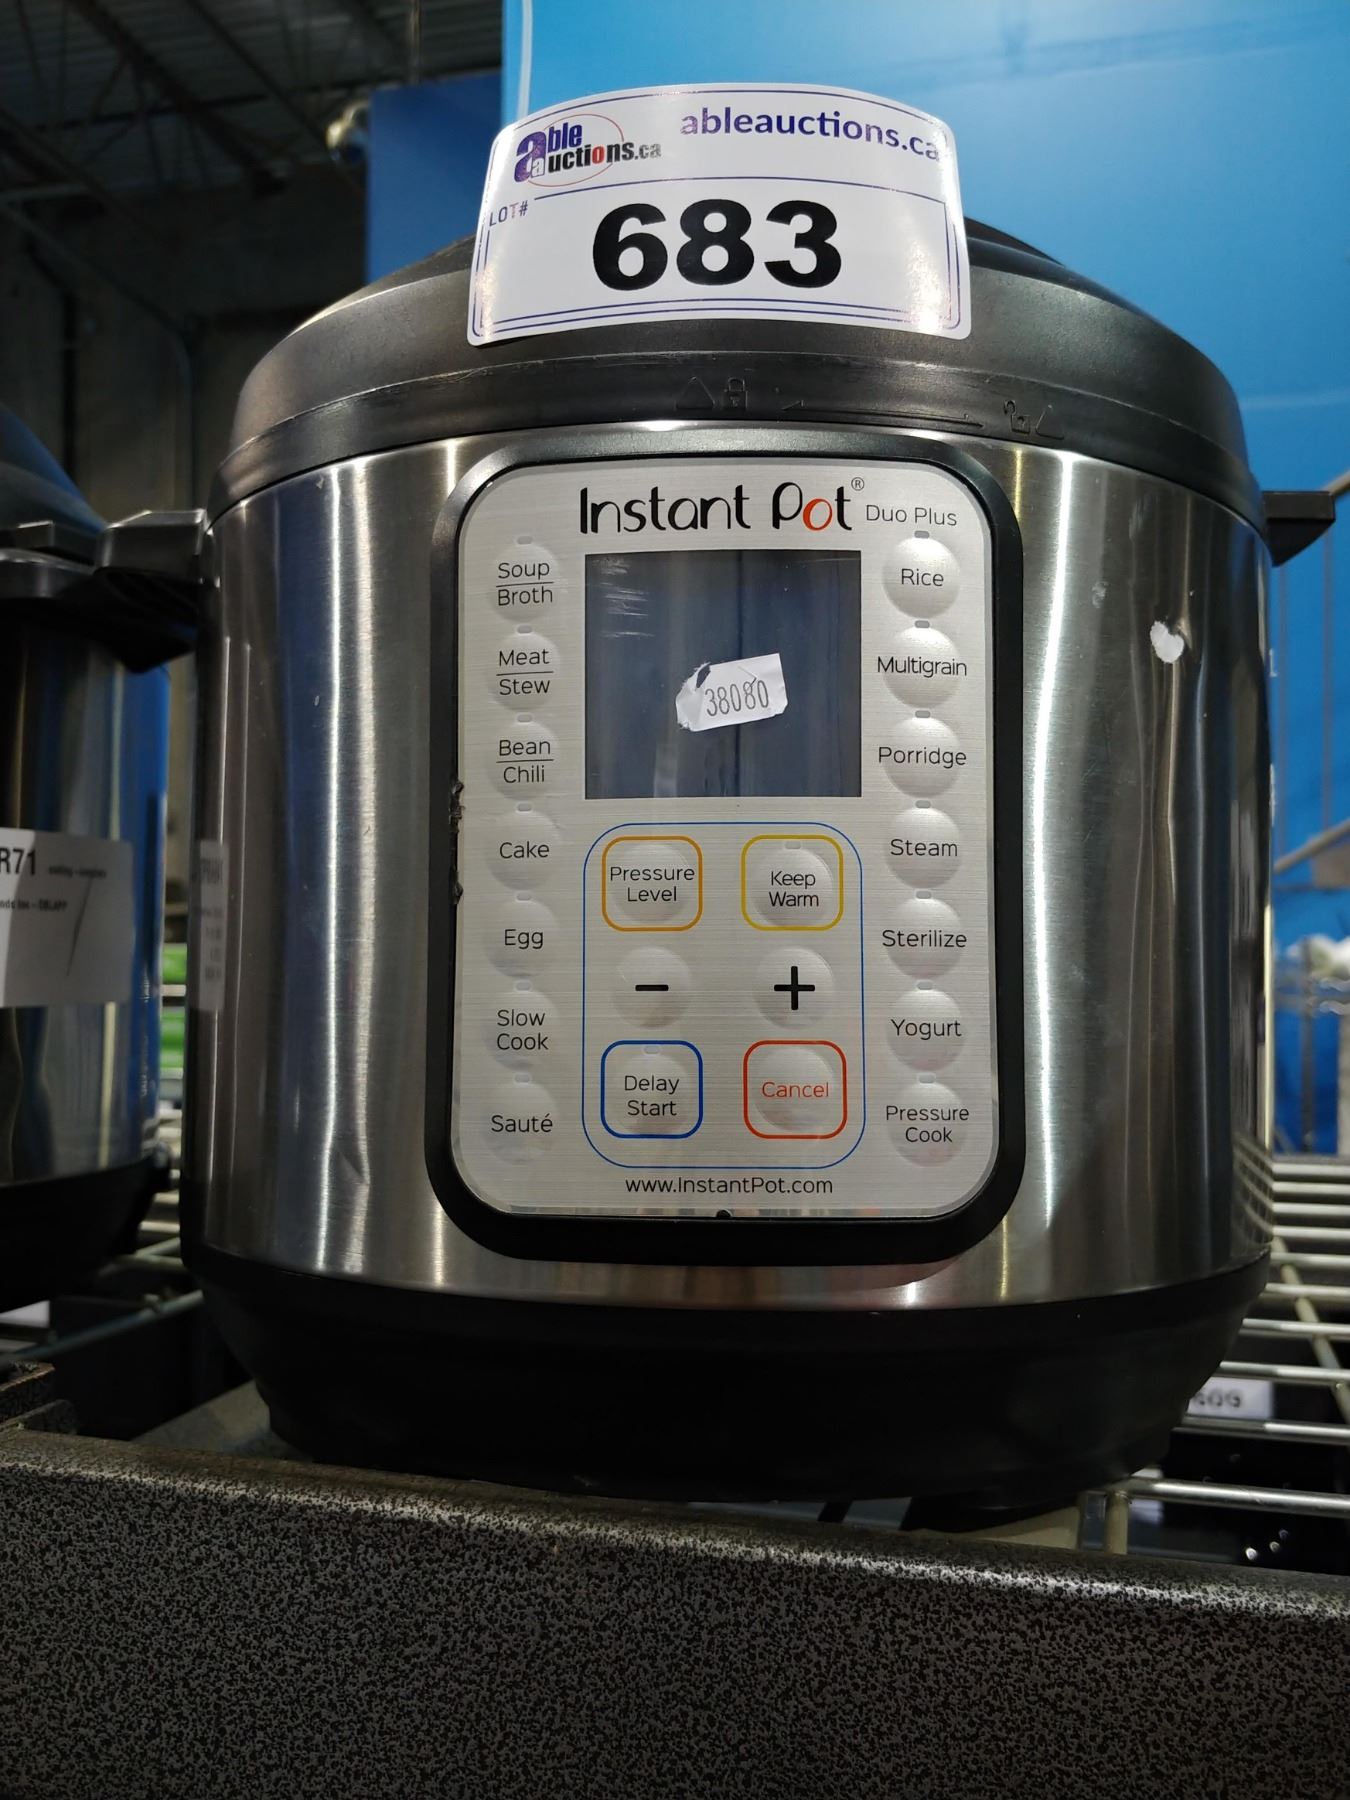 able auctions.ca
ableauctions.ca
LOT#
683
Instant Pot® Duo Plus
38080
Soup
Broth
Meat
Stew
Bean
Chili
Cake
Egg
Slow
Cook
Sauté
Rice
Multigrain
Porridge
Steam
Sterilize
Yogurt
Pressure
Cook
Pressure
Level
Keep
Warm
−
+
Delay
Start
Cancel
www.InstantPot.com
R71